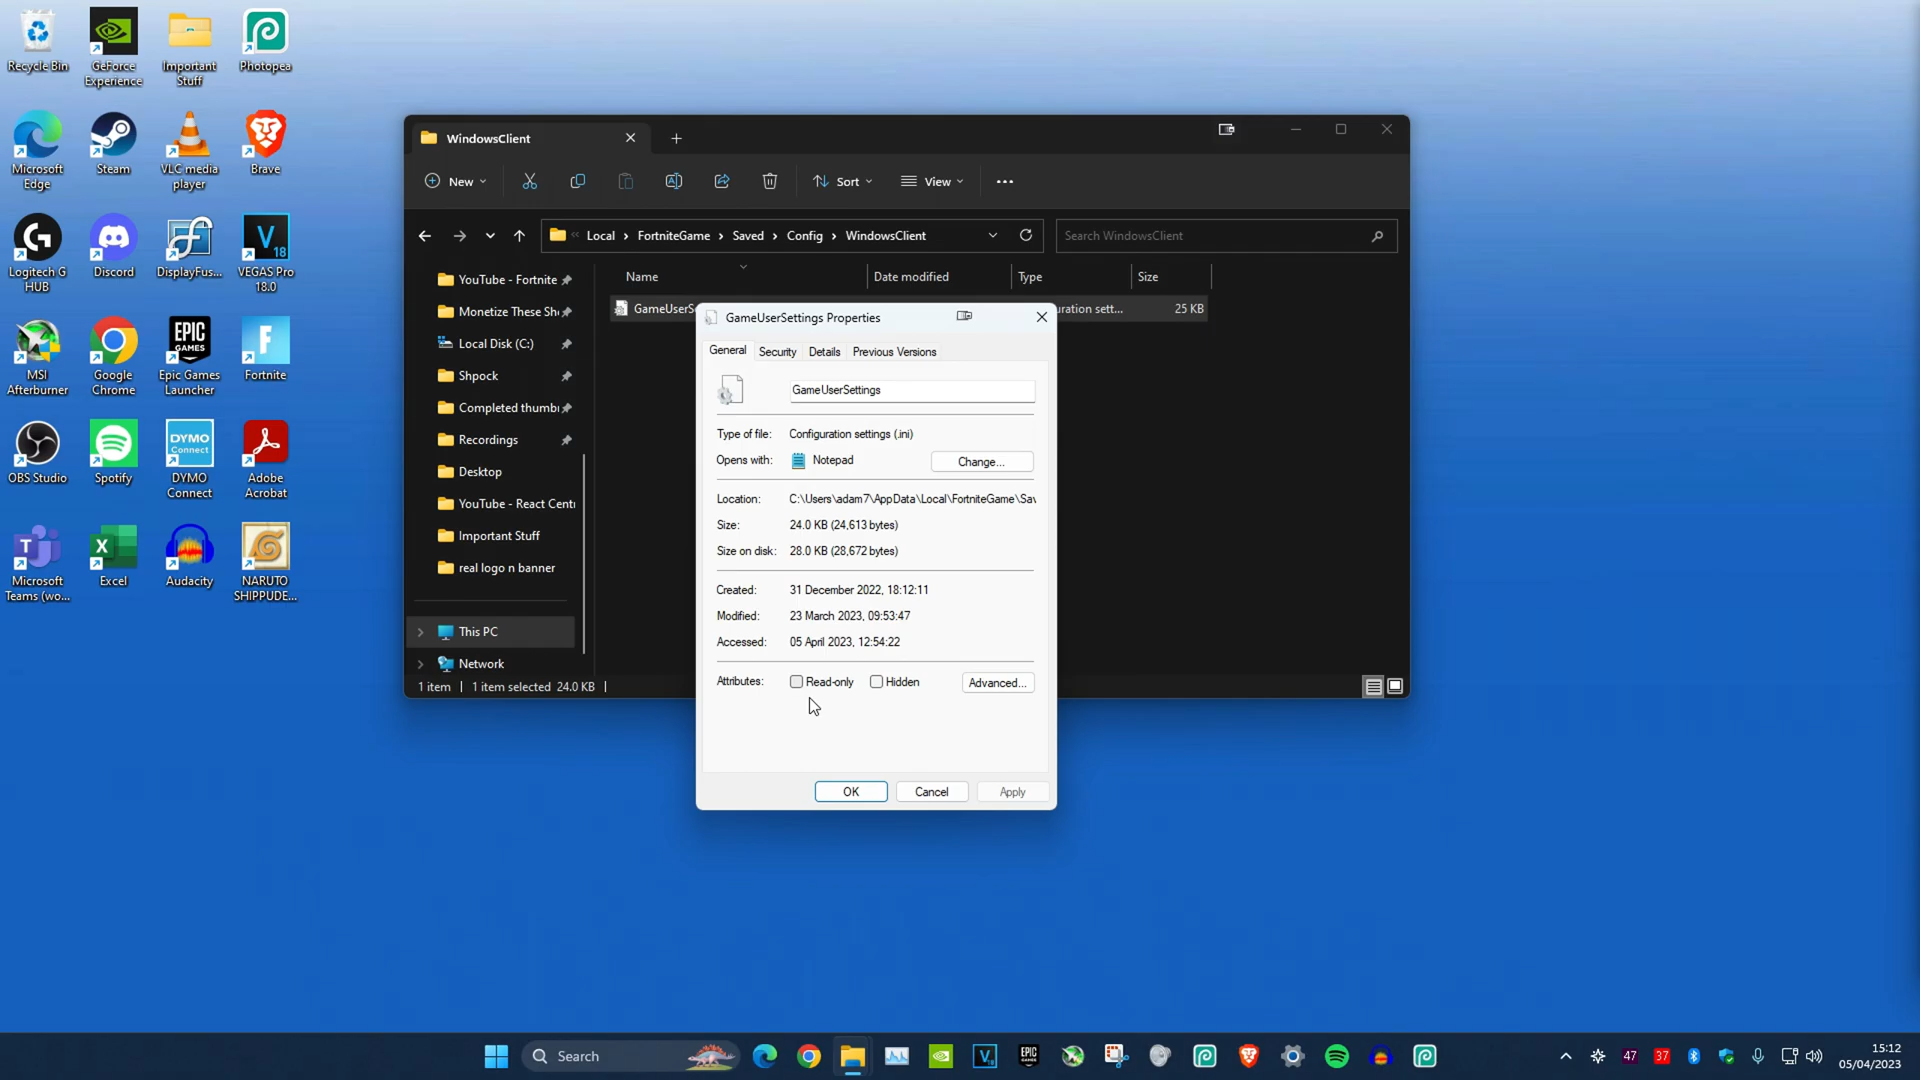 Recycle Bin
GeForce
Experience
Important
Stuff
Photopea
Microsoft
Edge
Steam
VLC media
player
Brave
Logitech G
HUB
Discord
DisplayFus...
VEGAS Pro
18.0
MSI
Afterburner
Google
Chrome
EPIC
GAMES
Epic Games
Launcher
Fortnite
OBS Studio
Spotify
DYMO
Connect
DYMO
Connect
Adobe
Acrobat
Microsoft
Teams (wo...
Excel
Audacity
NARUTO
SHIPPUDE...
WindowsClient
New
Sort
View
Local > FortniteGame > Saved > Config > WindowsClient
Search WindowsClient
YouTube - Fortnite
Monetize These Sh
Local Disk (C:)
Shpock
Completed thumb
Recordings
Desktop
YouTube - React Centr
Important Stuff
real logo n banner
This PC
Network
1 item
1 item selected 24.0 KB
Name
Date modified
Type
Size
GameUserS
uration sett...
25 KB
GameUserSettings Properties
General
Security
Details
Previous Versions
GameUserSettings
Type of file: Configuration settings (.ini)
Opens with: Notepad
Change...
Location: C:\Users\adam7\AppData\Local\FortniteGame\Sav
Size: 24.0 KB (24,613 bytes)
Size on disk: 28.0 KB (28,672 bytes)
Created: 31 December 2022, 18:12:11
Modified: 23 March 2023, 09:53:47
Accessed: 05 April 2023, 12:54:22
Attributes: Read-only Hidden
Advanced...
OK
Cancel
Apply
Search
EPIC
47
37
15:12
05/04/2023